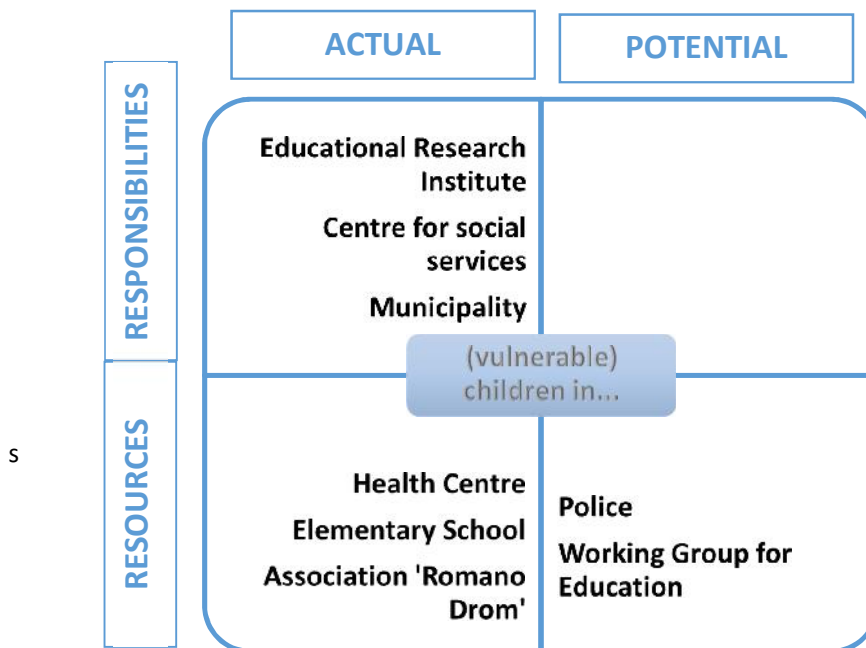 ACTUAL
POTENTIAL
RESPONSIBILITIES
Educational Research
Institute
Centre for social
services
Municipality
(vulnerable)
children in...
s
RESOURCES
Health Centre
Elementary School
Association 'Romano
Drom'
Police
Working Group for
Education